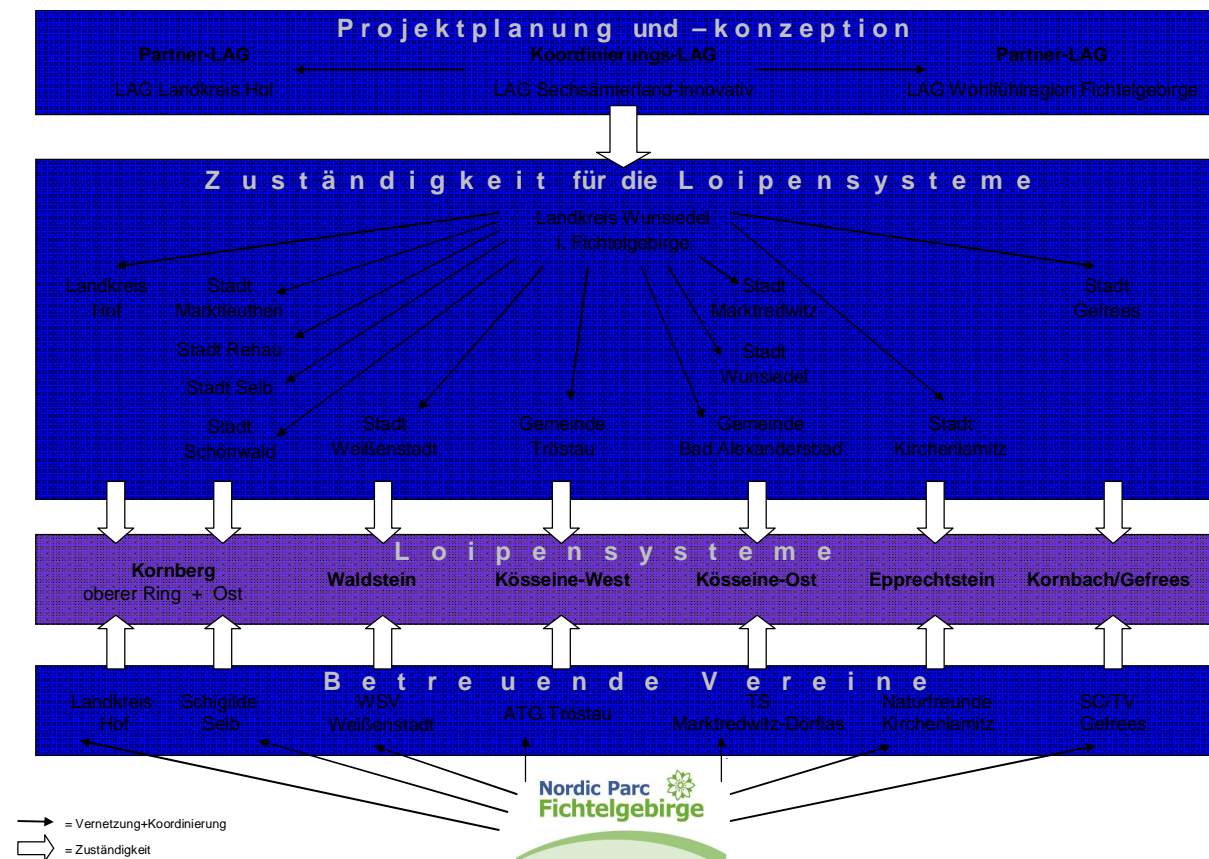 Projektplanung und –konzeption
Partner-LAG Koordinierungs-LAG Partner-LAG
LAG Landkreis Hof LAG Sechsämterland-Innovativ LAG Wohlfühlregion Fichtelgebirge
Zuständigkeit für die Loipensysteme
Landkreis Wunsiedel
i. Fichtelgebirge
Landkreis
Hof
Stadt
Marktleuthen
Stadt
Marktredwitz
Stadt
Gefrees
Stadt Rehau
Stadt
Wunsiedel
Stadt Selb
Stadt
Schönwald
Stadt
Weißenstadt
Gemeinde
Tröstau
Gemeinde
Bad Alexandersbad
Stadt
Kirchenlamitz
Loipensysteme
Kornberg
oberer Ring + Ost
Waldstein Kösseine-West Kösseine-Ost Epprechtstein Kornbach/Gefrees
Betreuende Vereine
Landkreis
Hof
Schigilde
Selb
WSV
Weißenstadt
ATG Tröstau
TS
Marktredwitz-Dörflas
Naturfreunde
Kirchenlamitz
SC/TV
Gefrees
Nordic Parc
Fichtelgebirge
= Vernetzung+Koordinierung
= Zuständigkeit